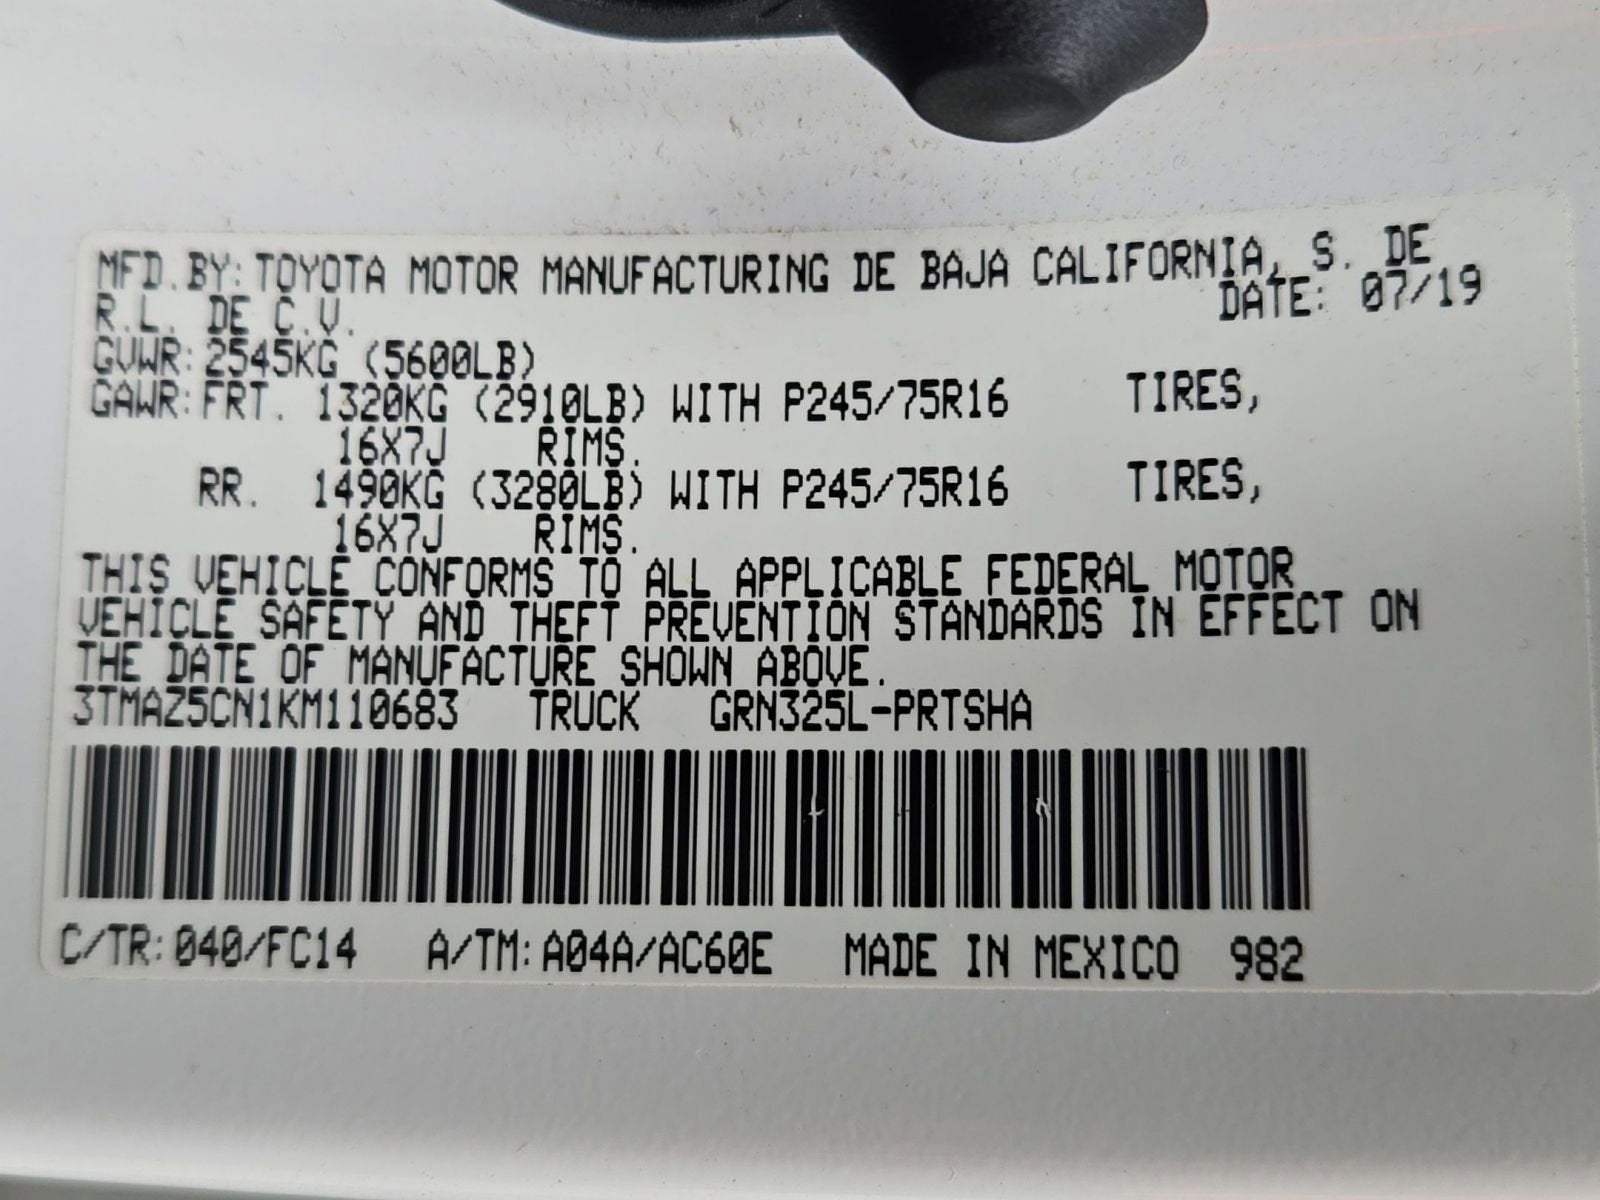 MFD.BY:TOYOTA MOTOR MANUFACTURING DE BAJA CALIFORNIA, S. DE
R.L. DE C.V. DATE: 07/19
GVWR:2545KG (5600LB)
GAWR:FRT. 1320KG (2910LB) WITH P245/75R16 TIRES,
16X7J RIMS.
RR. 1490KG (3280LB) WITH P245/75R16 TIRES,
16X7J RIMS.
THIS VEHICLE CONFORMS TO ALL APPLICABLE FEDERAL MOTOR
VEHICLE SAFETY AND THEFT PREVENTION STANDARDS IN EFFECT ON
THE DATE OF MANUFACTURE SHOWN ABOVE.
3TMAZ5CN1KM110683 TRUCK GRN325L-PRTSHA
C/TR:040/FC14 A/TM:A04A/AC60E MADE IN MEXICO 982